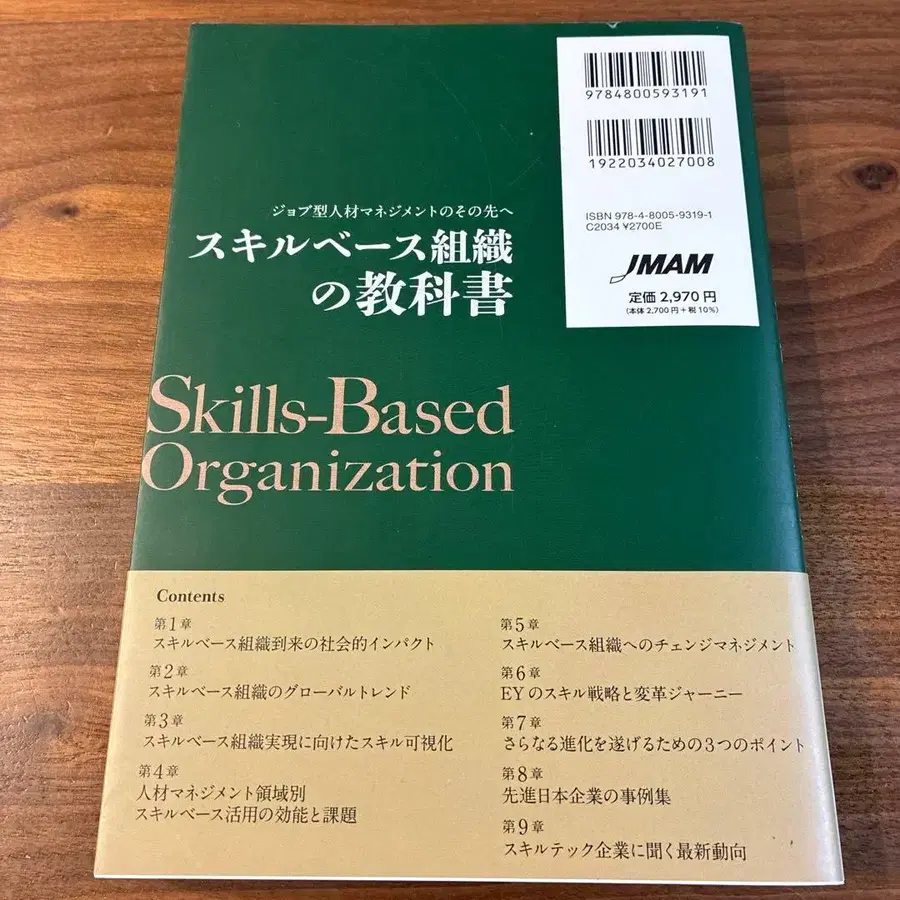 9784800593191
1922034027008
ISBN 978-4-8005-9319-1
C2034 ¥2700E
JMAM
定価 2,970 円
(本体 2,700 円+税 10%)
ジョブ型人材マネジメントのその先へ
スキルベース組織
の教科書
Skills-Based
Organization
Contents
第1章
スキルベース組織到来の社会的インパクト
第2章
スキルベース組織のグローバルトレンド
第3章
スキルベース組織実現に向けたスキル可視化
第4章
人材マネジメント領域別
スキルベース活用の効能と課題
第5章
スキルベース組織へのチェンジマネジメント
第6章
EYのスキル戦略と変革ジャーニー
第7章
さらなる進化を遂げるための3つのポイント
第8章
先進日本企業の事例集
第9章
スキルテック企業に聞く最新動向